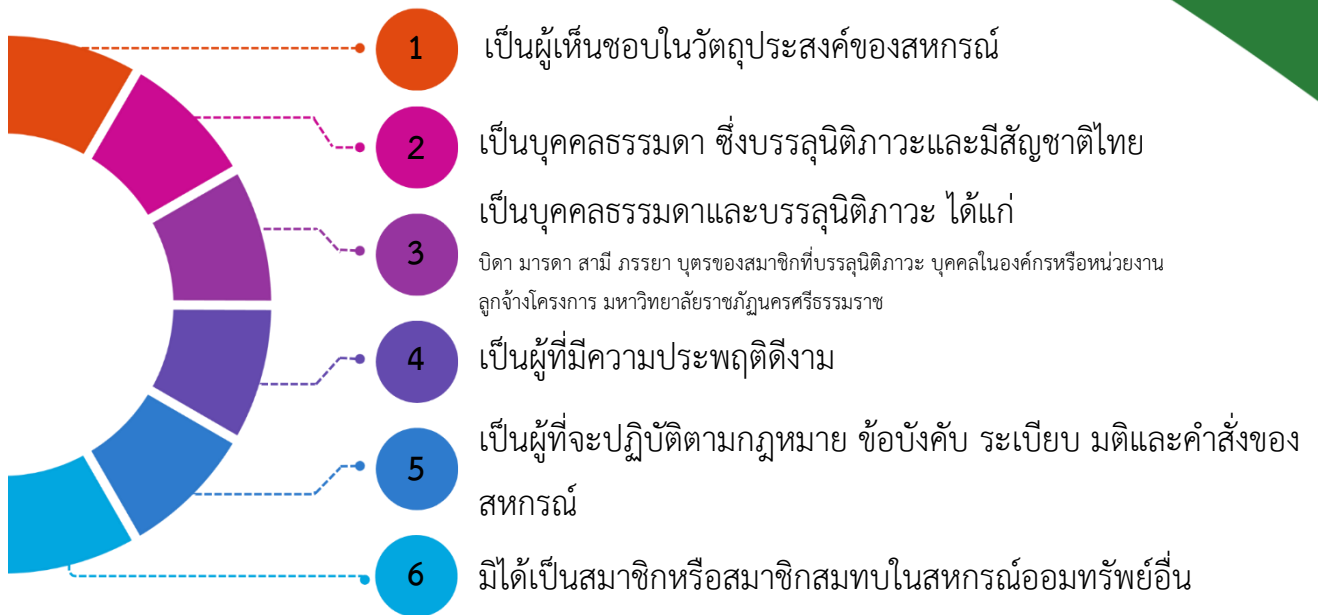 1 เป็นผู้เห็นชอบในวัตถุประสงค์ของสหกรณ์
2 เป็นบุคคลธรรมดา ซึ่งบรรลุนิติภาวะและมีสัญชาติไทย
3 เป็นบุคคลธรรมดาและบรรลุนิติภาวะ ได้แก่
บิดา มารดา สามี ภรรยา บุตรของสมาชิกที่บรรลุนิติภาวะ บุคคลในองค์กรหรือหน่วยงาน
ลูกจ้างโครงการ มหาวิทยาลัยราชภัฏนครศรีธรรมราช
4 เป็นผู้ที่มีความประพฤติดีงาม
5 เป็นผู้ที่จะปฏิบัติตามกฎหมาย ข้อบังคับ ระเบียบ มติและคำสั่งของ
สหกรณ์
6 มิได้เป็นสมาชิกหรือสมาชิกสมทบในสหกรณ์ออมทรัพย์อื่น